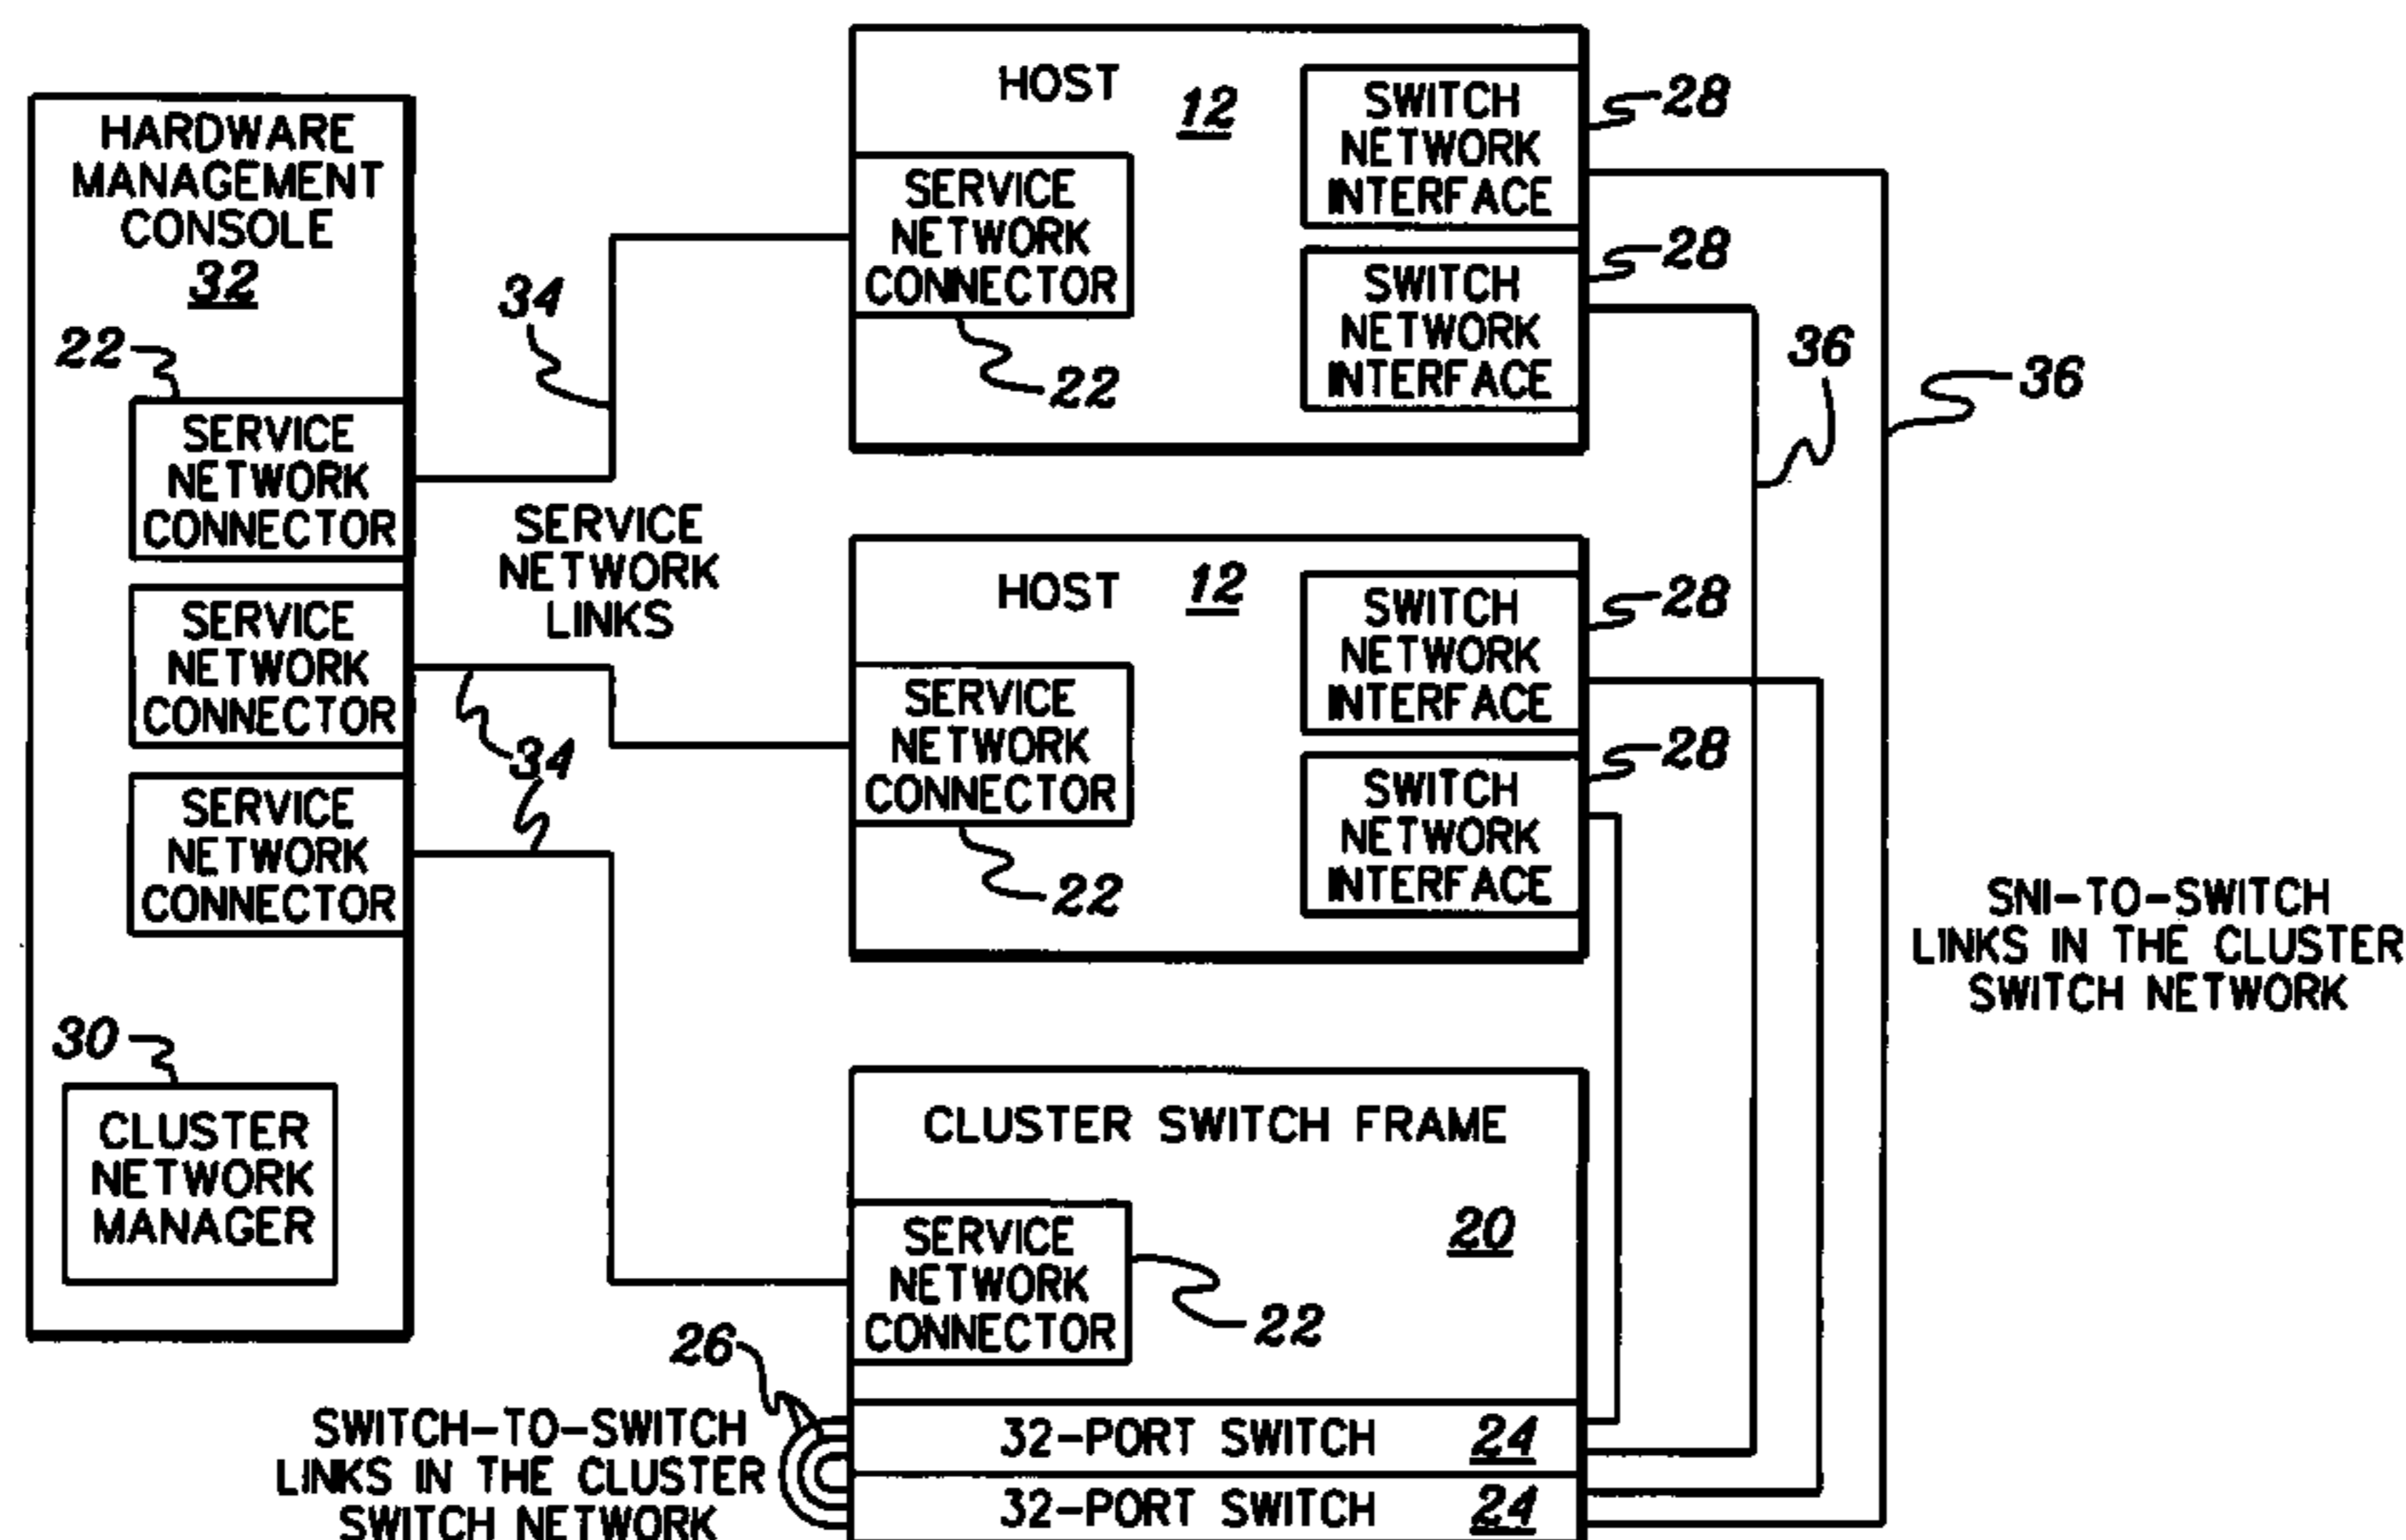 HARDWARE
MANAGEMENT
CONSOLE
32
22
SERVICE
NETWORK
CONNECTOR
SERVICE
NETWORK
CONNECTOR
SERVICE
NETWORK
CONNECTOR
30
CLUSTER
NETWORK
MANAGER
34
SERVICE
NETWORK
LINKS
34
HOST
12
SERVICE
NETWORK
CONNECTOR
22
SWITCH
NETWORK
INTERFACE
28
SWITCH
NETWORK
INTERFACE
28
36
36
HOST
12
SERVICE
NETWORK
CONNECTOR
22
SWITCH
NETWORK
INTERFACE
28
SWITCH
NETWORK
INTERFACE
28
SNI-TO-SWITCH
LINKS IN THE CLUSTER
SWITCH NETWORK
CLUSTER SWITCH FRAME
20
SERVICE
NETWORK
CONNECTOR
22
26
SWITCH-TO-SWITCH
LINKS IN THE CLUSTER
SWITCH NETWORK
32-PORT SWITCH 24
32-PORT SWITCH 24